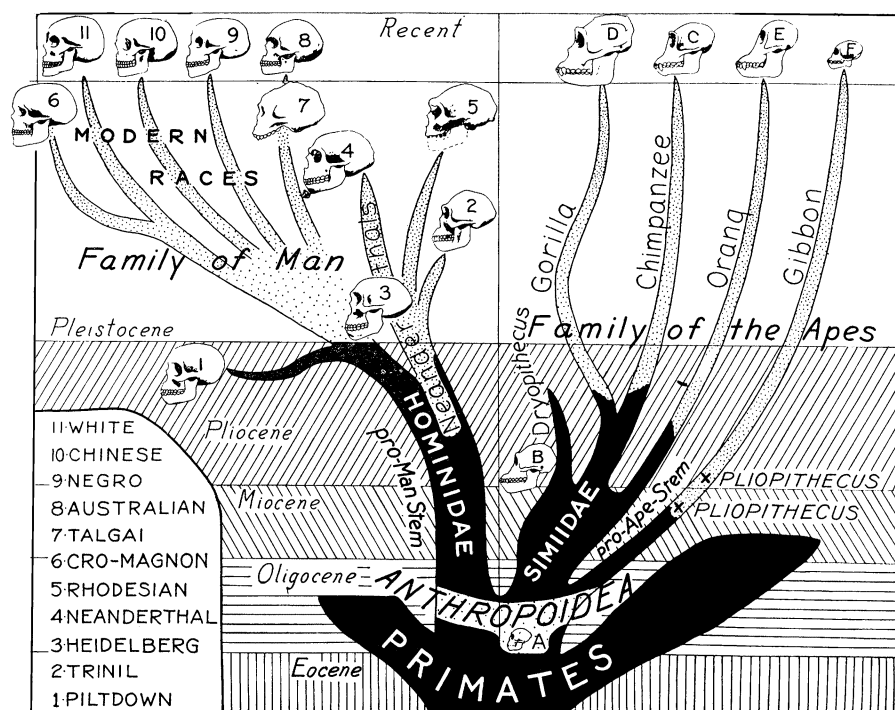 11
10
9
8
Recent
D
C
E
F
6
7
5
4
2
MODERN
RACES
Family of Man
Neanderthals
3
Gorilla
Chimpanzee
Orang
Gibbon
Pleistocene
Family of the Apes
1
Dryopithecus
HOMINIDAE
pro-Man Stem
Pliocene
B
SIMIIDAE
pro-Ape-Stem
x PLIOPITHECUS
Miocene
x PLIOPITHECUS
Oligocene
ANTHROPOIDEA
A
Eocene
PRIMATES
11·WHITE
10·CHINESE
9·NEGRO
8·AUSTRALIAN
7·TALGAI
6·CRO-MAGNON
5·RHODESIAN
4·NEANDERTHAL
3·HEIDELBERG
2·TRINIL
1·PILTDOWN